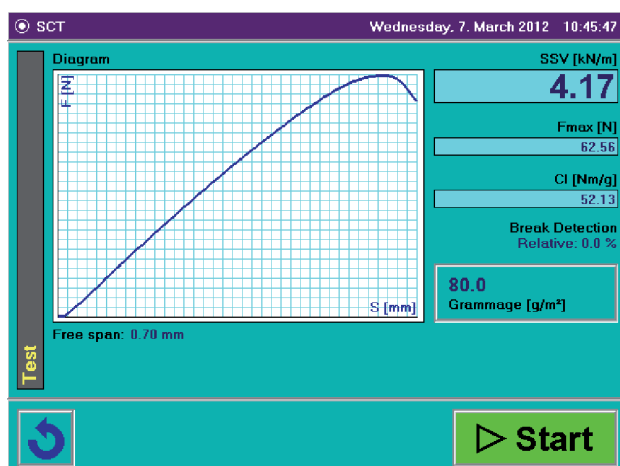 SCT
Wednesday, 7. March 2012 10:45:47
Diagram
F [N]
S [mm]
Free span: 0.70 mm
Test
SSV [kN/m]
4.17
Fmax [N]
62.56
CI [Nm/g]
52.13
Break Detection
Relative: 0.0 %
80.0
Grammage [g/m²]
Start